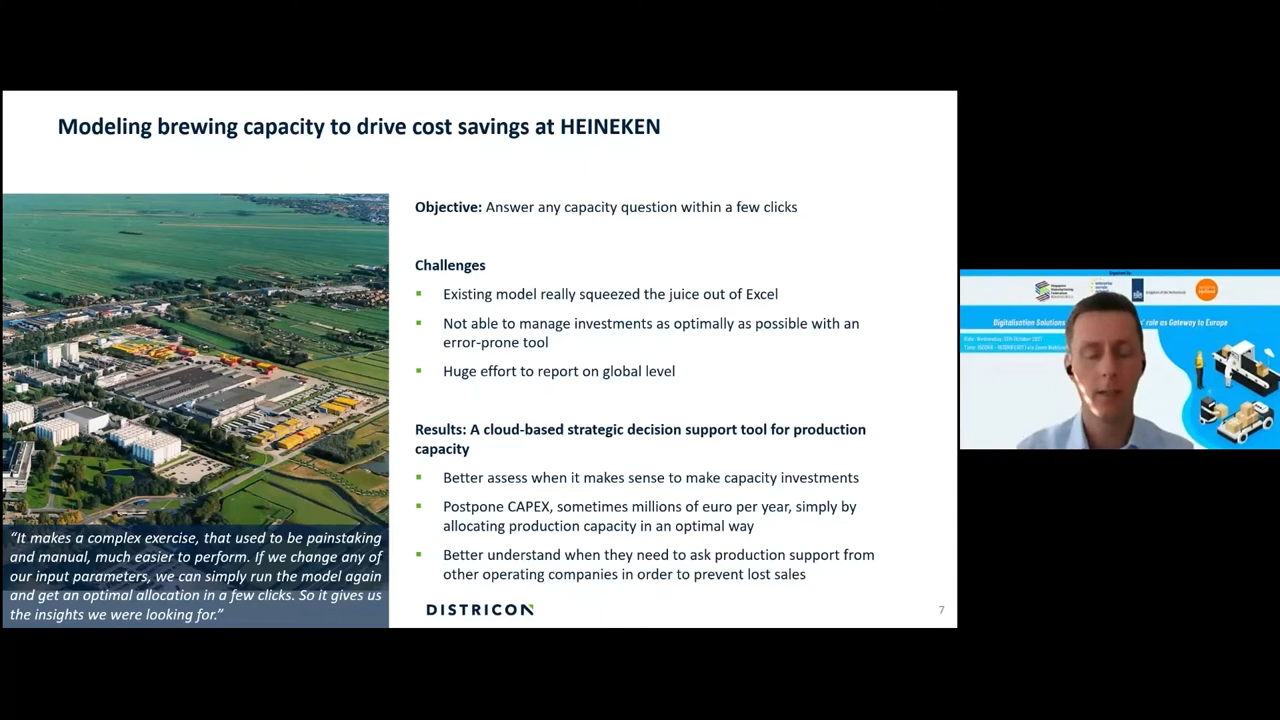 Modeling brewing capacity to drive cost savings at HEINEKEN
Objective: Answer any capacity question within a few clicks
Challenges
Existing model really squeezed the juice out of Excel
Not able to manage investments as optimally as possible with an
error-prone tool
Huge effort to report on global level
Results: A cloud-based strategic decision support tool for production
capacity
Better assess when it makes sense to make capacity investments
Postpone CAPEX, sometimes millions of euro per year, simply by
allocating production capacity in an optimal way
Better understand when they need to ask production support from
other operating companies in order to prevent lost sales
"It makes a complex exercise, that used to be painstaking
and manual, much easier to perform. If we change any of
our input parameters, we can simply run the model again
and get an optimal allocation in a few clicks. So it gives us
the insights we were looking for."
DISTRICON
7
Digitalisation Solutions
role as Gateway to Europe